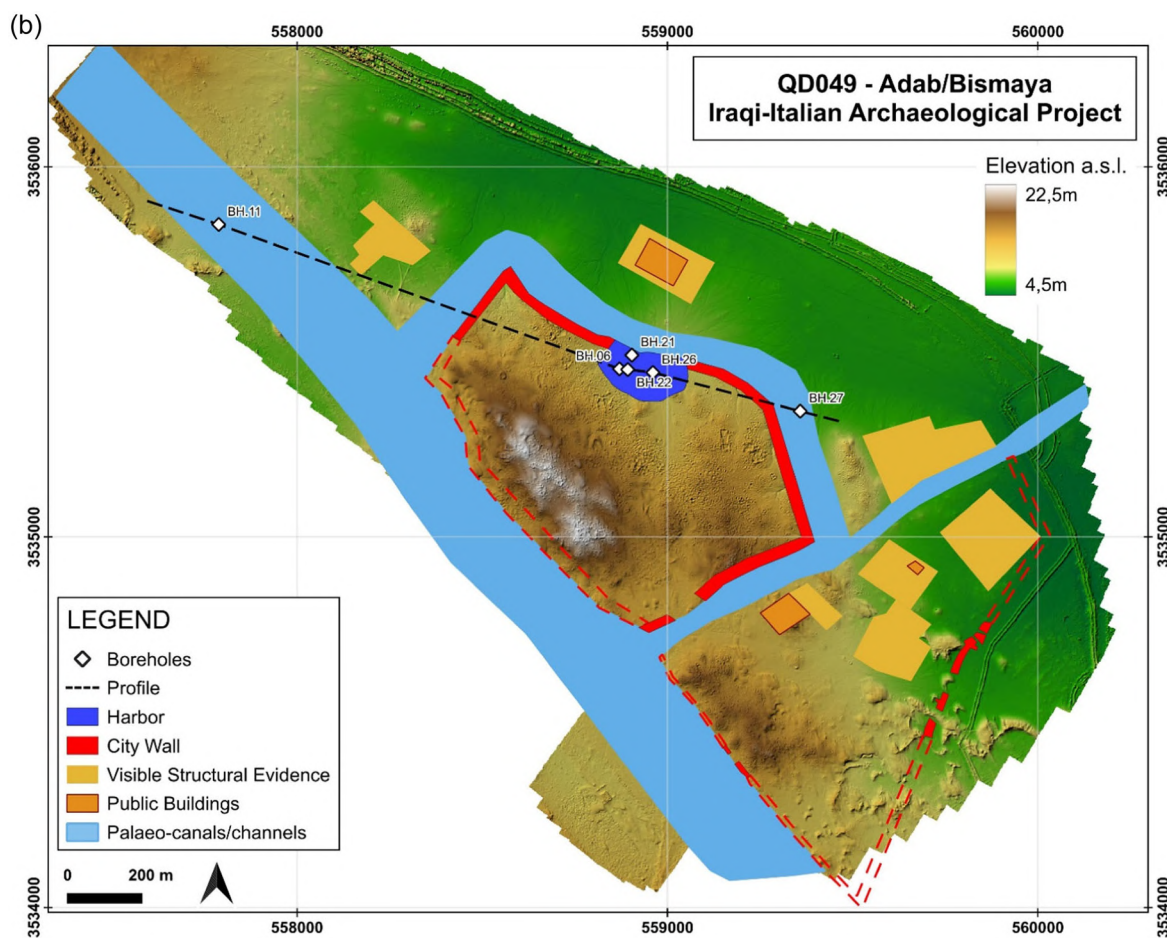 (b)
558000
559000
560000
QD049 - Adab/Bismaya
Iraqi-Italian Archaeological Project
Elevation a.s.l.
22,5m
4,5m
3536000
3536000
BH.11
BH.21
BH.06
BH.26
BH.22
BH.27
3535000
3535000
LEGEND
Boreholes
Profile
Harbor
City Wall
Visible Structural Evidence
Public Buildings
Palaeo-canals/channels
0 200 m
3534000
3534000
558000
559000
560000